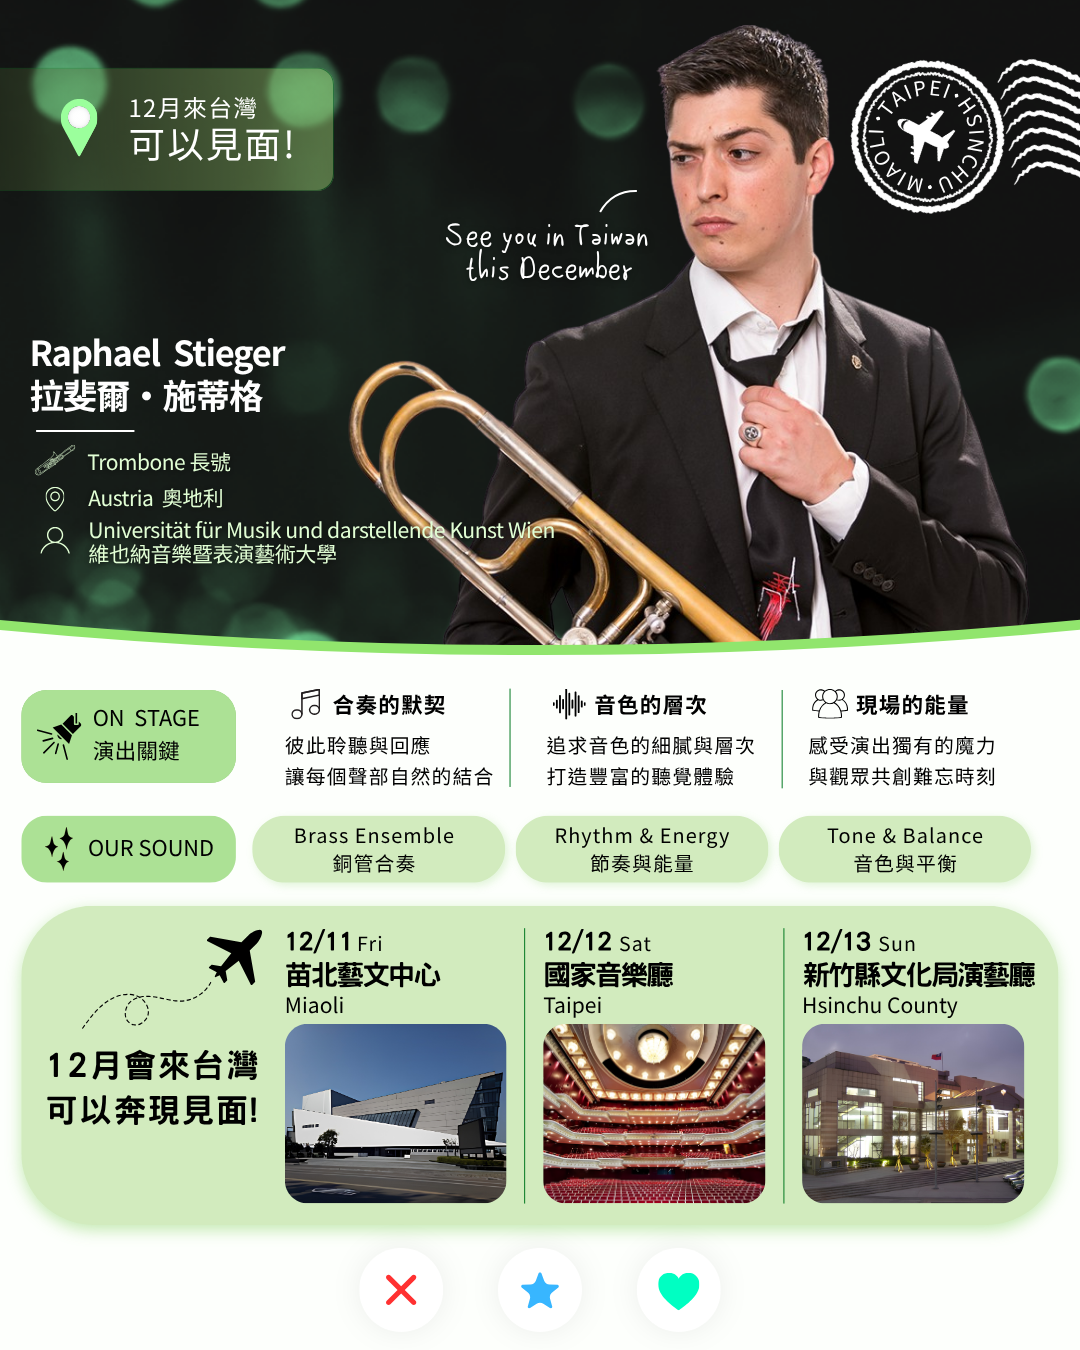 12月來台灣
可以見面!
TAIPEI・HSINCHU・MIAOLI・
See you in Taiwan
this December
Raphael Stieger
拉斐爾・施蒂格
Trombone 長號
Austria 奧地利
Universität für Musik und darstellende Kunst Wien
維也納音樂暨表演藝術大學
ON STAGE
演出關鍵
合奏的默契
彼此聆聽與回應
讓每個聲部自然的結合
音色的層次
追求音色的細膩與層次
打造豐富的聽覺體驗
現場的能量
感受演出獨有的魔力
與觀眾共創難忘時刻
OUR SOUND
Brass Ensemble
銅管合奏
Rhythm & Energy
節奏與能量
Tone & Balance
音色與平衡
12月會來台灣
可以奔現見面!
12/11 Fri
苗北藝文中心
Miaoli
12/12 Sat
國家音樂廳
Taipei
12/13 Sun
新竹縣文化局演藝廳
Hsinchu County